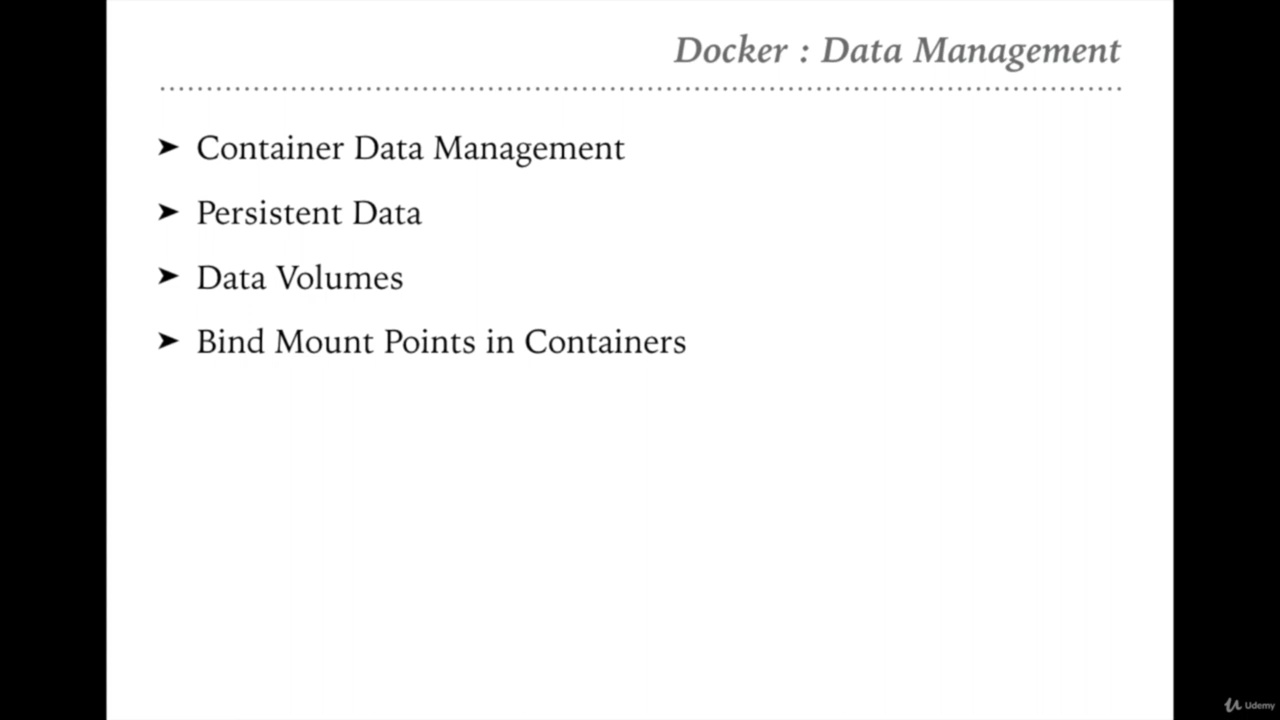 Docker : Data Management
➤ Container Data Management
➤ Persistent Data
➤ Data Volumes
➤ Bind Mount Points in Containers
Udemy